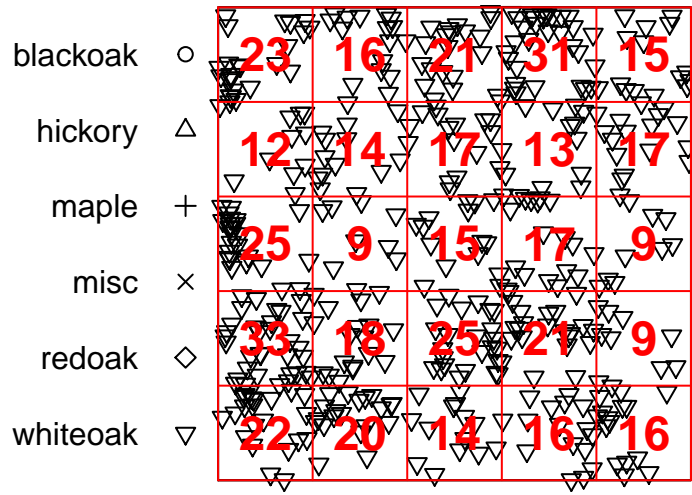 blackoak
hickory
maple
misc
redoak
whiteoak
23 16 21 31 15
12 14 17 13 17
25 9 15 17 9
33 18 25 21 9
22 20 14 16 16